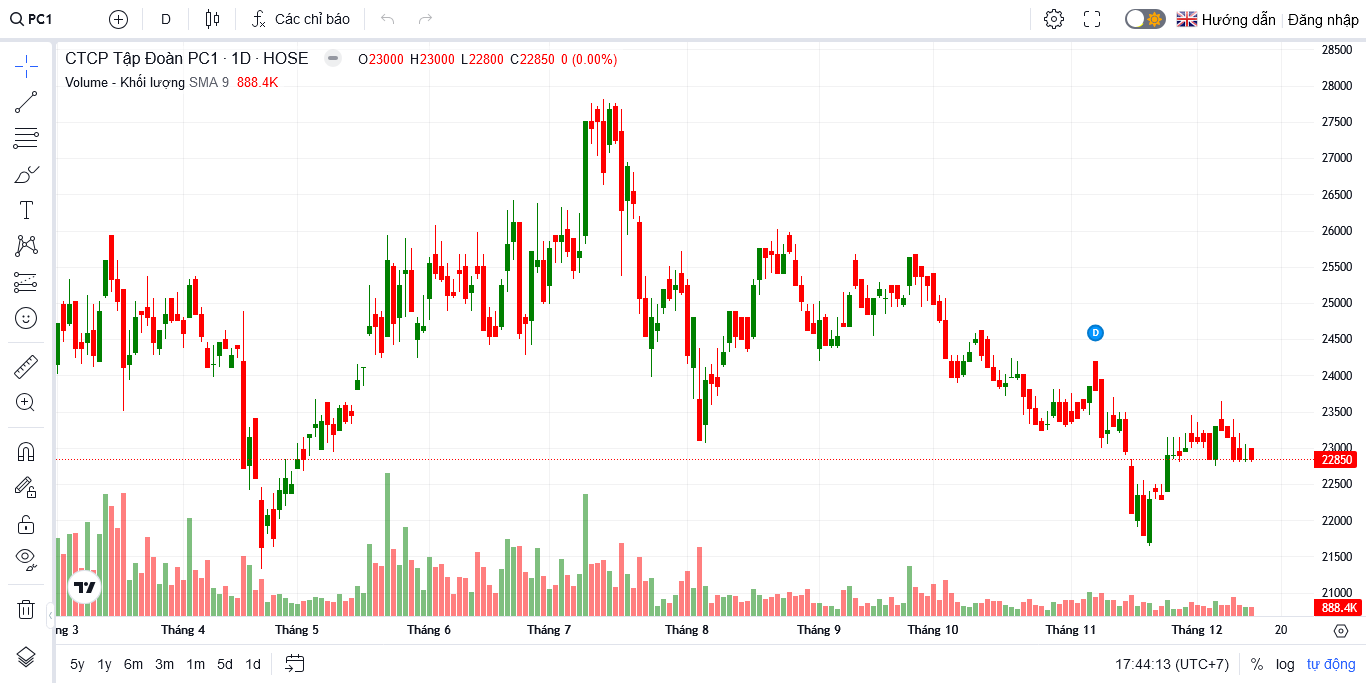 PC1 D Các chỉ báo Hướng dẫn Đăng nhập
CTCP Tập Đoàn PC1 · 1D · HOSE O23000 H23000 L22800 C22850 0 (0.00%)
Volume - Khối lượng SMA 9 888.4K
28500
28000
27500
27000
26500
26000
25500
25000
24500
24000
23500
23000
22850
22500
22000
21500
21000
888.4K
D
ng 3 Tháng 4 Tháng 5 Tháng 6 Tháng 7 Tháng 8 Tháng 9 Tháng 10 Tháng 11 Tháng 12 20
5y 1y 6m 3m 1m 5d 1d 17:44:13 (UTC+7) % log tự động